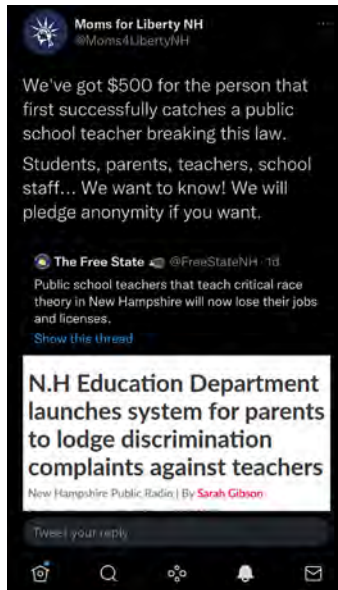 Moms for Liberty NH
@Moms4LibertyNH
We've got $500 for the person that
first successfully catches a public
school teacher breaking this law.
Students, parents, teachers, school
staff... We want to know! We will
pledge anonymity if you want.
The Free State @FreeStateNH · 1d
Public school teachers that teach critical race
theory in New Hampshire will now lose their jobs
and licenses.
Show this thread
N.H Education Department
launches system for parents
to lodge discrimination
complaints against teachers
New Hampshire Public Radio | By Sarah Gibson
Tweet your reply